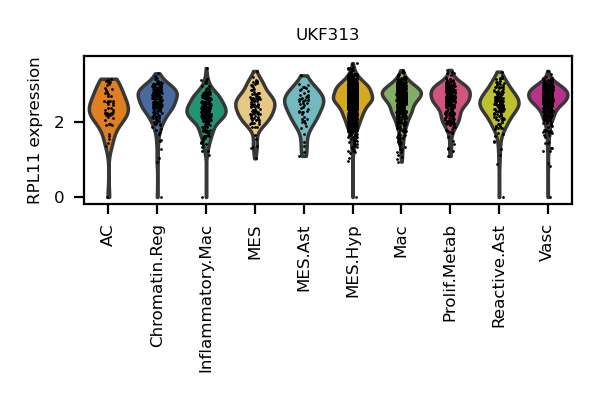 UKF313
RPL11 expression
2
0
AC
Chromatin.Reg
Inflammatory.Mac
MES
MES.Ast
MES.Hyp
Mac
Prolif.Metab
Reactive.Ast
Vasc